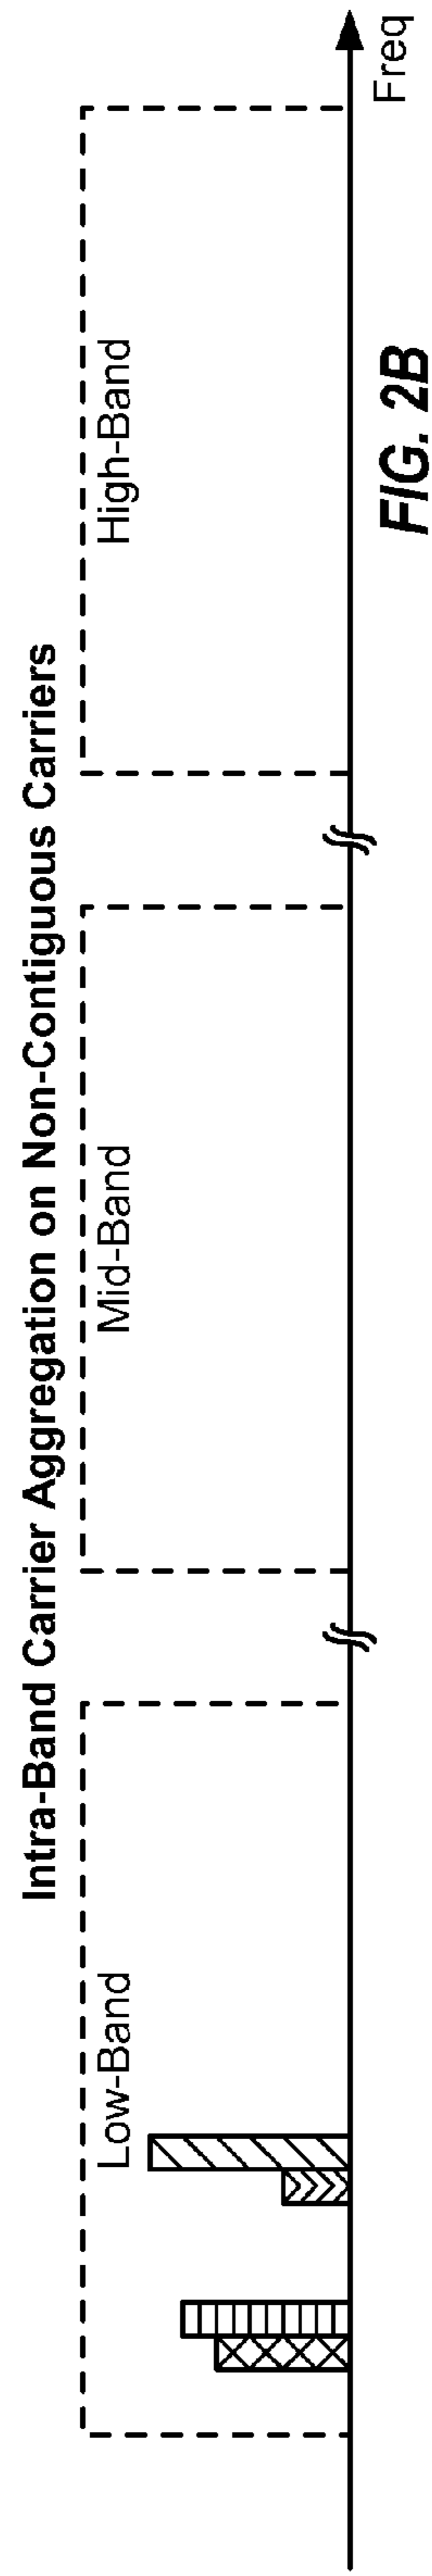 Intra-Band Carrier Aggregation on Non-Contiguous Carriers
Low-Band
Mid-Band
High-Band
Freq
FIG. 2B